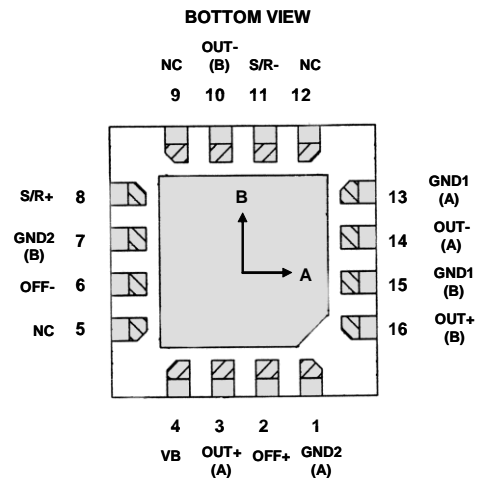 BOTTOM VIEW
OUT-
NC (B) S/R- NC
9 10 11 12
S/R+ 8
GND2 7
(B)
OFF- 6
NC 5
B
A
13 GND1
(A)
14 OUT-
(A)
15 GND1
(B)
16 OUT+
(B)
4 3 2 1
VB OUT+ OFF+ GND2
(A) (A)